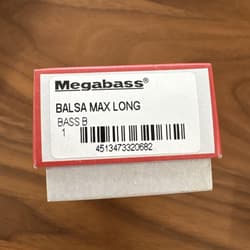 Megabass®
BALSA MAX LONG
BASS B
1
4513473320682